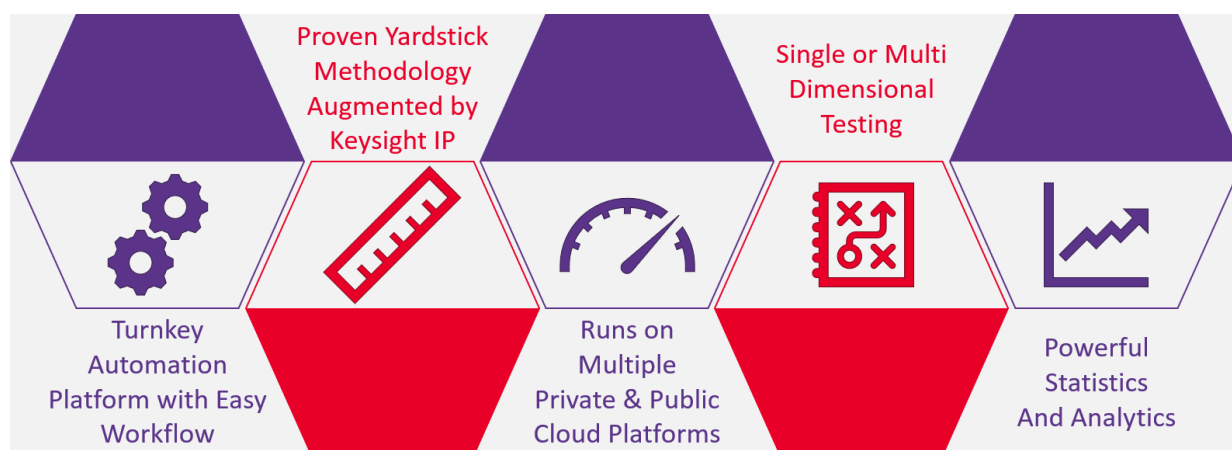 Proven Yardstick
Methodology
Augmented by
Keysight IP
Single or Multi
Dimensional
Testing
Turnkey
Automation
Platform with Easy
Workflow
Runs on
Multiple
Private & Public
Cloud Platforms
Powerful
Statistics
And Analytics